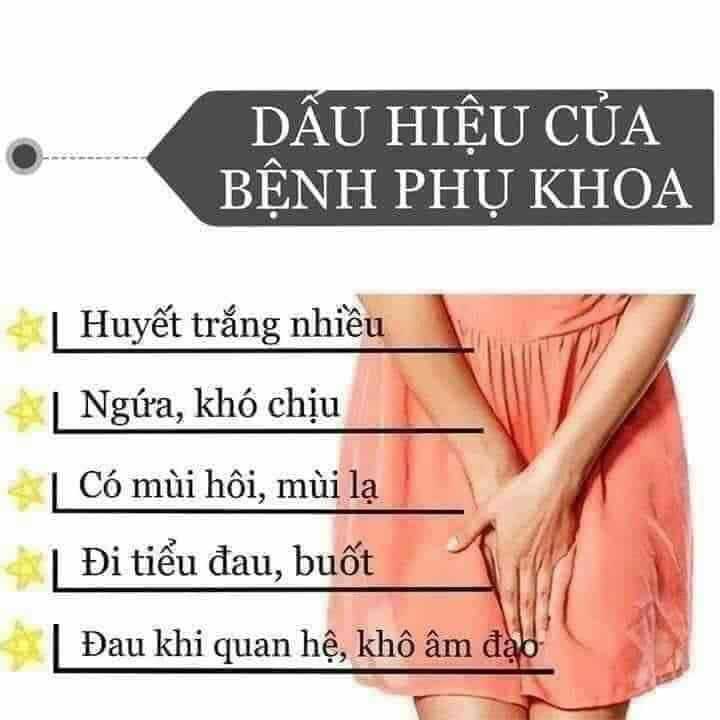 DẤU HIỆU CỦA
BỆNH PHỤ KHOA
Huyết trắng nhiều
Ngứa, khó chịu
Có mùi hôi, mùi lạ
Đi tiểu đau, buốt
Đau khi quan hệ, khô âm đạo